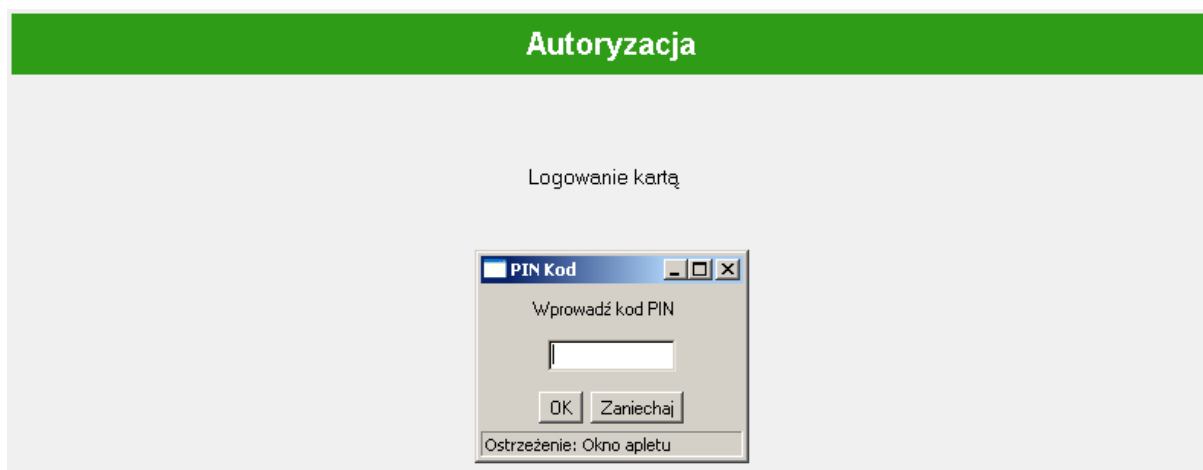 Autoryzacja
Logowanie kartą
PIN Kod
Wprowadź kod PIN
OK Zaniechaj
Ostrzeżenie: Okno apletu